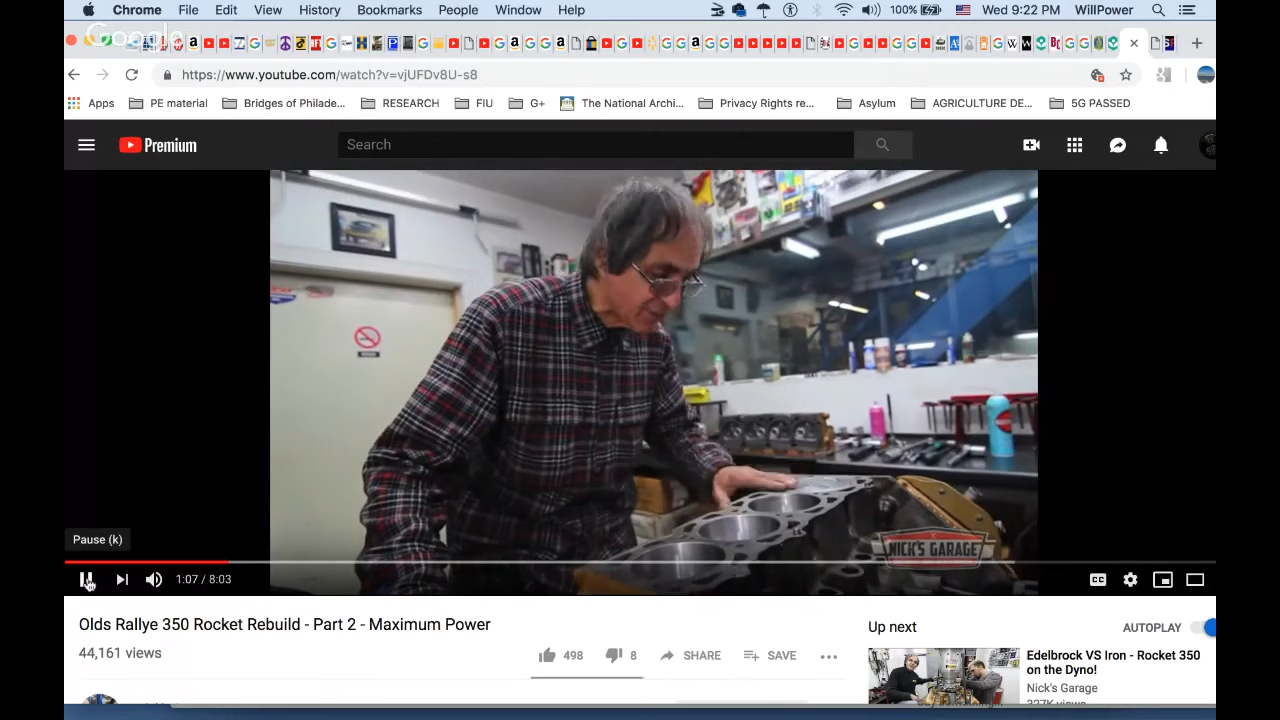 Chrome File Edit View History Bookmarks People Window Help 100% Wed 9:22 PM WillPower
Google
https://www.youtube.com/watch?v=vjUFDv8U-s8
Apps PE material Bridges of Philade... RESEARCH FIU G+ The National Archi... Privacy Rights re... Asylum AGRICULTURE DE... 5G PASSED
Premium Search
NICK'S GARAGE
Pause (k)
1:07 / 8:03 CC
Olds Rallye 350 Rocket Rebuild - Part 2 - Maximum Power
44,161 views
498 8 SHARE SAVE
Up next AUTOPLAY
Edelbrock VS Iron - Rocket 350
on the Dyno!
Nick's Garage